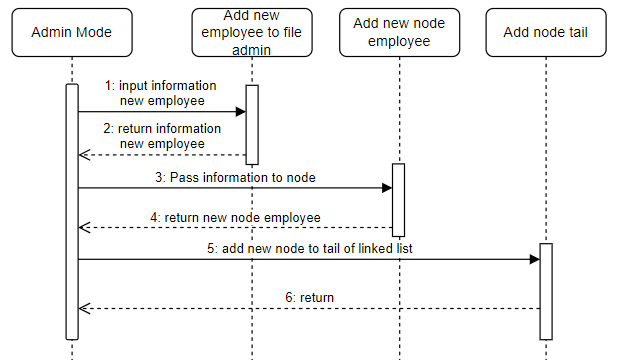 Admin Mode
Add new
employee to file
admin
Add new node
employee
Add node tail
1: input information
new employee
2: return information
new employee
3: Pass information to node
4: return new node employee
5: add new node to tail of linked list
6: return